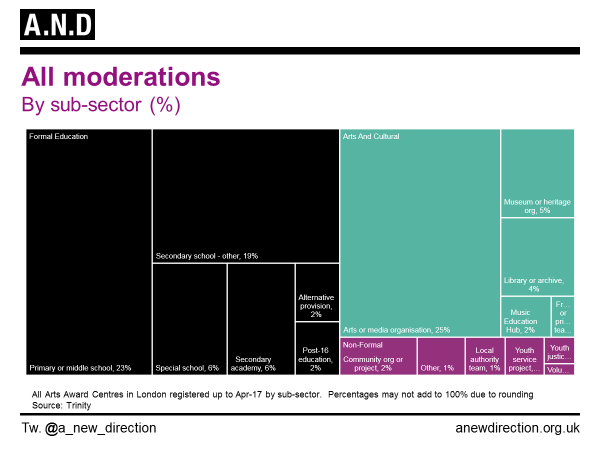 A.N.D
All moderations
By sub-sector (%)
Formal Education
Primary or middle school, 23%
Secondary school - other, 19%
Special school, 6%
Secondary
academy, 6%
Alternative
provision,
2%
Post-16
education,
2%
Arts And Cultural
Arts or media organisation, 25%
Museum or heritage
org, 5%
Library or archive,
4%
Music
Education
Hub, 2%
Fr...
or
pri...
tea...
Non-Formal
Community org or
project, 2%
Other, 1%
Local
authority
team, 1%
Youth
service
project,...
Youth
justic...
Volu...
All Arts Award Centres in London registered up to Apr-17 by sub-sector. Percentages may not add to 100% due to rounding
Source: Trinity
Tw. @a_new_direction
anewdirection.org.uk